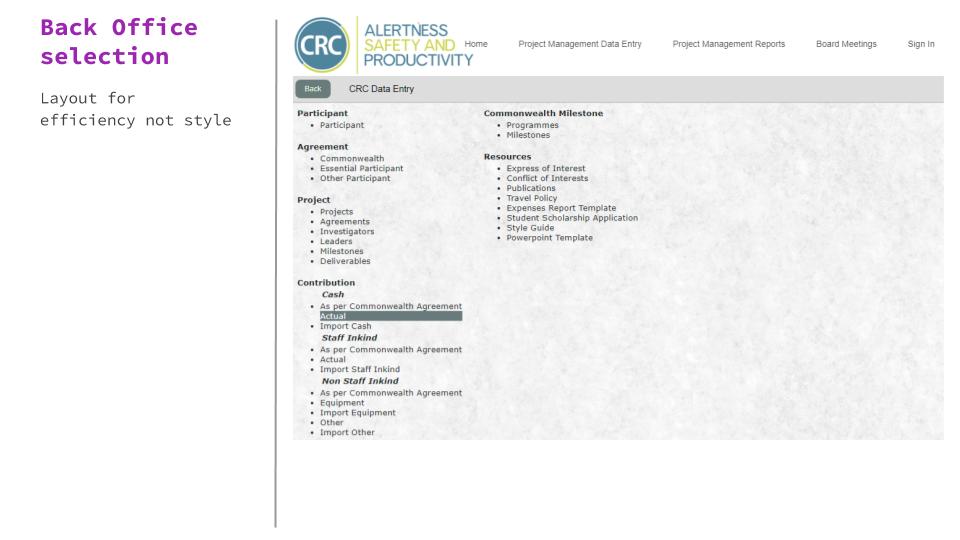 Back Office
selection
Layout for
efficiency not style
CRC
ALERTNESS
SAFETY AND
PRODUCTIVITY
Home
Project Management Data Entry
Project Management Reports
Board Meetings
Sign In
Back
CRC Data Entry
Participant
• Participant
Agreement
• Commonwealth
• Essential Participant
• Other Participant
Project
• Projects
• Agreements
• Investigators
• Leaders
• Milestones
• Deliverables
Contribution
Cash
• As per Commonwealth Agreement
Actual
• Import Cash
Staff Inkind
• As per Commonwealth Agreement
• Actual
• Import Staff Inkind
Non Staff Inkind
• As per Commonwealth Agreement
• Equipment
• Import Equipment
• Other
• Import Other
Commonwealth Milestone
• Programmes
• Milestones
Resources
• Express of Interest
• Conflict of Interests
• Publications
• Travel Policy
• Expenses Report Template
• Student Scholarship Application
• Style Guide
• Powerpoint Template